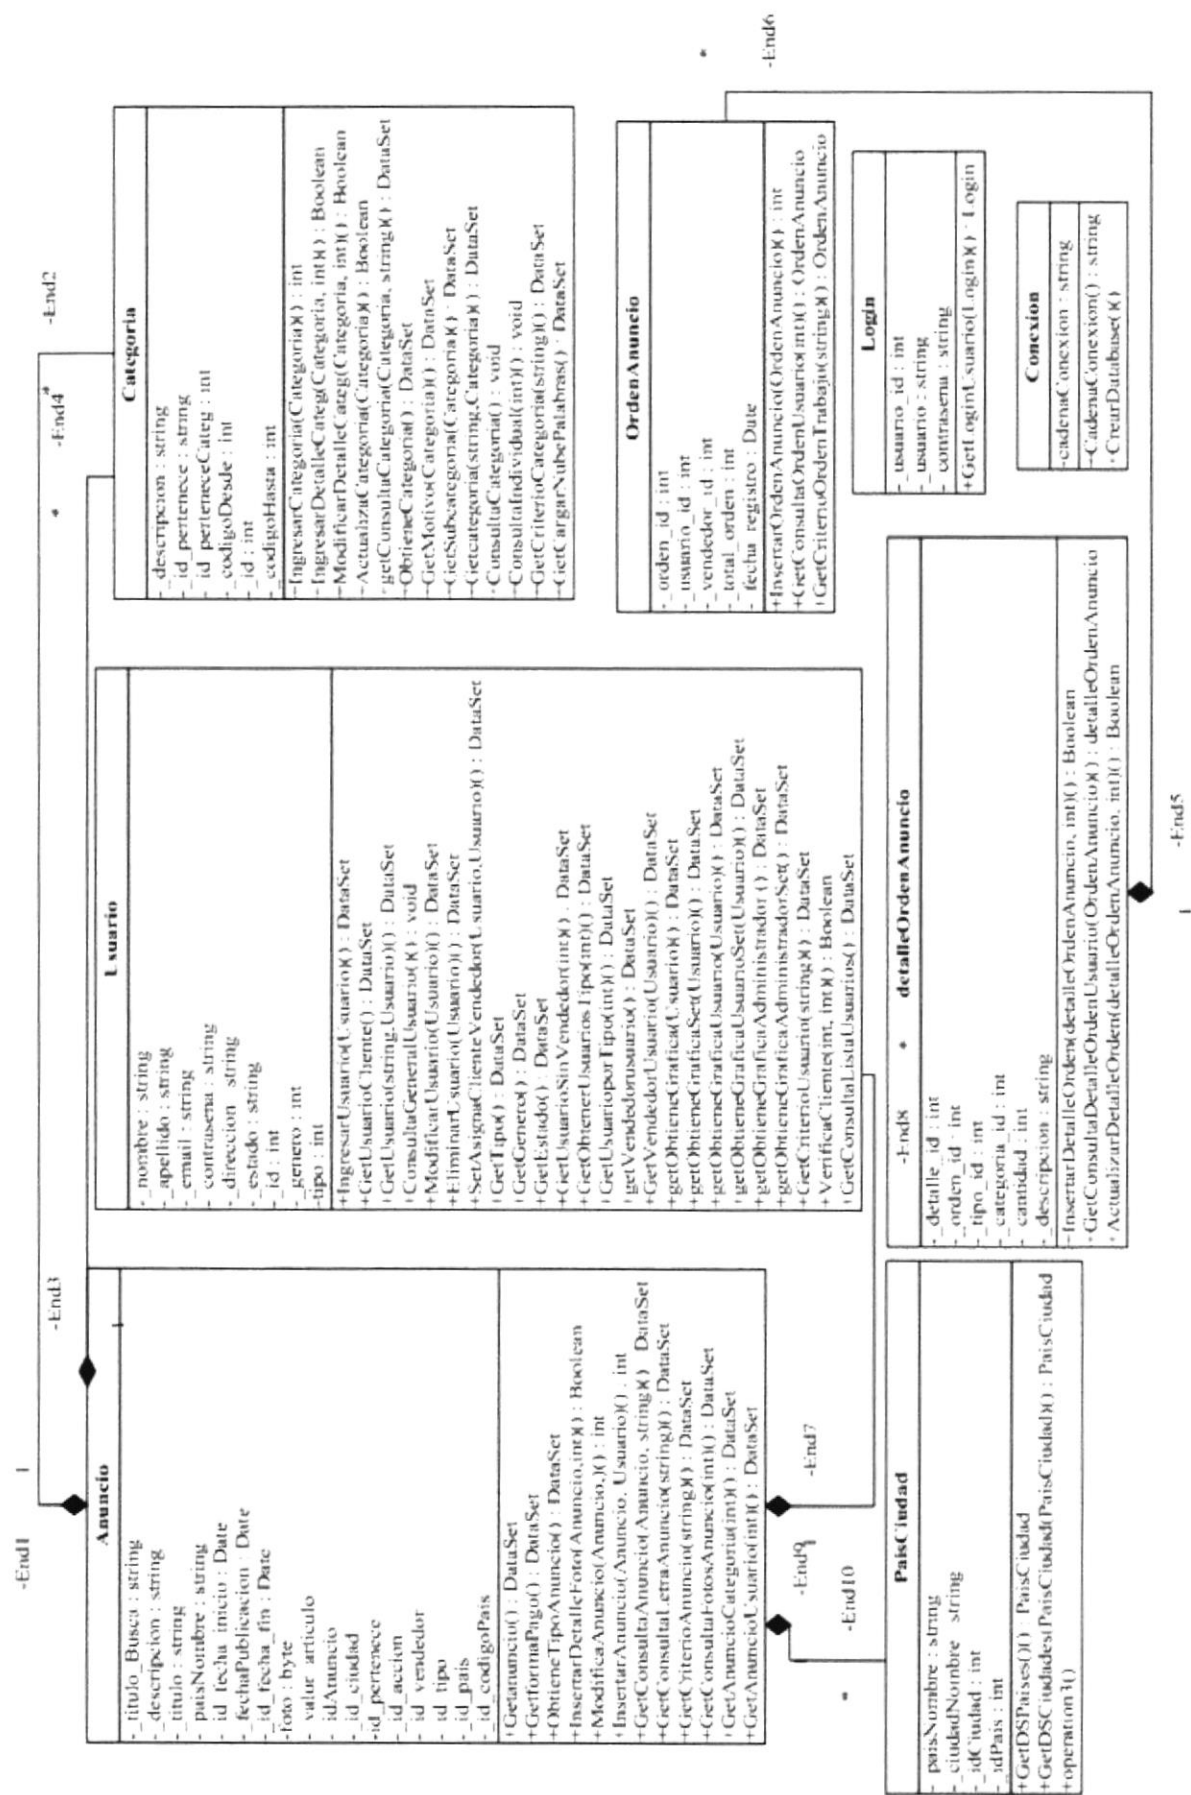 -End1
1
-End3
1
-End4
*
-End2
*
Anuncio
-_titulo_Busca : string
-_descripcion : string
-_titulo : string
-_paisNombre : string
-_id_fecha_inicio : Date
-_fechaPublicacion : Date
-_id_fecha_fin : Date
-foto : byte
-_valor_articulo
-_idAnuncio
-_id_ciudad
-id_pertenece
-_id_accion
-_id_vendedor
-_id_tipo
-_id_pais
-_id_codigoPais
+Getanuncio() : DataSet
+GetformaPago() : DataSet
+ObtieneTipoAnuncio() : DataSet
+InsertarDetalleFoto(Anuncio,int)() : Boolean
+ModificaAnuncio(Anuncio,)() : int
+InsertarAnuncio(Anuncio, Usuario)() : int
+GetConsultaAnuncio(Anuncio, string)() : DataSet
+GetConsultaLetraAnuncio(string)() : DataSet
+GetCriterioAnuncio(string)() : DataSet
+GetConsultaFotosAnuncio(int)() : DataSet
+GetAnuncioCategoria(int)() : DataSet
+GetAnuncioUsuario(int)() : DataSet
Usuario
-_nombre : string
-_apellido : string
-_email : string
-_contrasena : string
-_direccion : string
-_estado : string
-_id : int
-_genero : int
-tipo : int
+IngresarUsuario(Usuario)() : DataSet
+GetUsuarioCliente() : DataSet
+GetUsuario(string,Usuario)() : DataSet
+ConsultaGeneralUsuario()() : void
+ModificarUsuario(Usuario)() : DataSet
+EliminarUsuario(Usuario)() : DataSet
+SetAsignaClienteVendedor(Usuario,Usuario)() : DataSet
+GetTipo() : DataSet
+GetGenero() : DataSet
+GetEstado() : DataSet
+GetUsuarioSinVendedor(int)() : DataSet
+GetObtenerUsuariosTipo(int)() : DataSet
+GetUsuarioporTipo(int)() : DataSet
+getVendedorusuario() : DataSet
+GetVendedorUsuario(Usuario)() : DataSet
+getObtieneGrafica(Usuario)() : DataSet
+getObtieneGraficaSet(Usuario)() : DataSet
+getObtieneGraficaUsuario(Usuario)() : DataSet
+getObtieneGraficaUsuarioSet(Usuario)() : DataSet
+getObtieneGraficaAdministrador () : DataSet
+getObtieneGraficaAdministradorSet() : DataSet
+GetCriterioUsuario(string)() : DataSet
+VerificaCliente(int, int)() : Boolean
+GetConsultaListaUsuarios() : DataSet
Categoria
-_descripcion : string
-_id_pertenece : string
-_id_perteneceCateg : int
-_codigoDesde : int
-_id : int
-_codigoHasta : int
+IngresarCategoria(Categoria)() : int
+IngresarDetalleCateg(Categoria, int)() : Boolean
+ModificarDetalleCateg(Categoria, int)() : Boolean
+ActualizaCategoria(Categoria)() : Boolean
+getConsultaCategoria(Categoria, string)() : DataSet
+ObtieneCategoria() : DataSet
+GetMotivo(Categoria)() : DataSet
+GetSubcategoria(Categoria)() : DataSet
+Getcategoria(string,Categoria)() : DataSet
+ConsultaCategoria() : void
+ConsultaIndividual(int)() : void
+GetCriterioCategoria(string)() : DataSet
+GetCargarNubePalabras() : DataSet
-End9
1
-End7
-End10
*
PaisCiudad
-_paisNombre : string
-_ciudadNombre : string
-_idCiudad : int
-_idPais : int
+GetDSPaises()() : PaisCiudad
+GetDSCiudades(PaisCiudad(PaisCiudad)() : PaisCiudad
+operation3()
-End8
*
detalleOrdenAnuncio
-_detalle_id : int
-_orden_id : int
-_tipo_id : int
-_categoria_id : int
-_cantidad : int
-_descripcion : string
+InsertarDetalleOrden(detalleOrdenAnuncio, int)() : Boolean
+GetConsultaDetalleOrdenUsuario(OrdenAnuncio)() : detalleOrdenAnuncio
+ActualizarDetalleOrden(detalleOrdenAnuncio, int)() : Boolean
OrdenAnuncio
-_orden_id : int
-_usuario_id : int
-_vendedor_id : int
-_total_orden : int
-_fecha_registro : Date
+InsertarOrdenAnuncio(OrdenAnuncio)() : int
+GetConsultaOrdenUsuario(int)() : OrdenAnuncio
+GetCriterioOrdenTrabajo(string)() : OrdenAnuncio
*
-End6
Login
-_usuario_id : int
-_usuario : string
-_contrasena : string
+GetLoginUsuario(Login)() : Login
Conexion
-cadenaConexion : string
+CadenaConexion() : string
+CrearDatabase()()
-End5
1